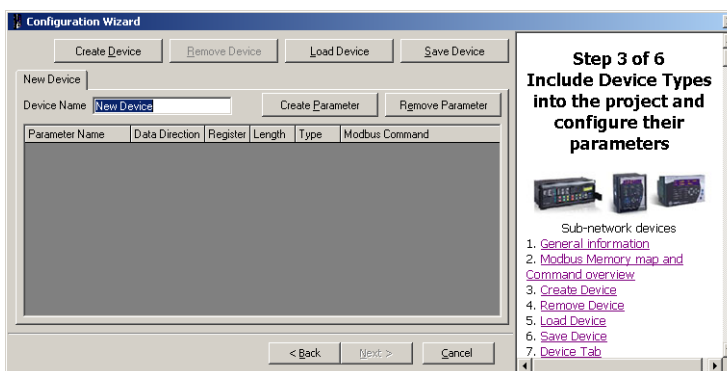 Configuration Wizard
Create Device Remove Device Load Device Save Device
New Device
Device Name New Device Create Parameter Remove Parameter
Parameter Name Data Direction Register Length Type Modbus Command
< Back Next > Cancel
Step 3 of 6
Include Device Types
into the project and
configure their
parameters
Sub-network devices
1. General information
2. Modbus Memory map and
Command overview
3. Create Device
4. Remove Device
5. Load Device
6. Save Device
7. Device Tab